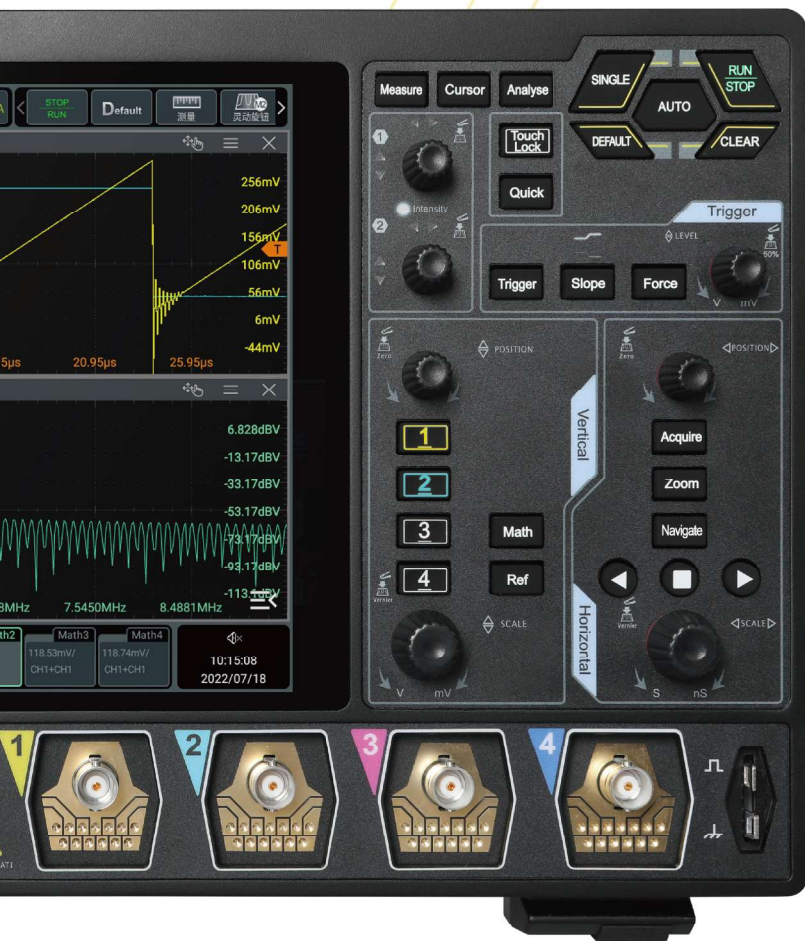 STOP
RUN
Default
测量
M2
灵动旋钮
256mV
206mV
156mV
T
106mV
56mV
6mV
-44mV
5μs
20.95μs
25.95μs
6.828dBV
-13.17dBV
-33.17dBV
-53.17dBV
-73.17dBV
-93.17dBV
-113.1dBV
8MHz
7.5450MHz
8.4881MHz
th2
Math3
118.53mV/
CH1+CH1
Math4
118.74mV/
CH1+CH1
10:15:08
2022/07/18
Measure
Cursor
Analyse
SINGLE
RUN
STOP
AUTO
DEFAULT
CLEAR
1
Intensity
2
Touch
Lock
Quick
Trigger
LEVEL
50%
Trigger
Slope
Force
V
mV
Zero
POSITION
1
2
3
4
Math
Ref
Vernier
SCALE
V
mV
Vertical
Zero
POSITION
Acquire
Zoom
Navigate
Vernier
SCALE
S
nS
Horizontal
1
2
3
4